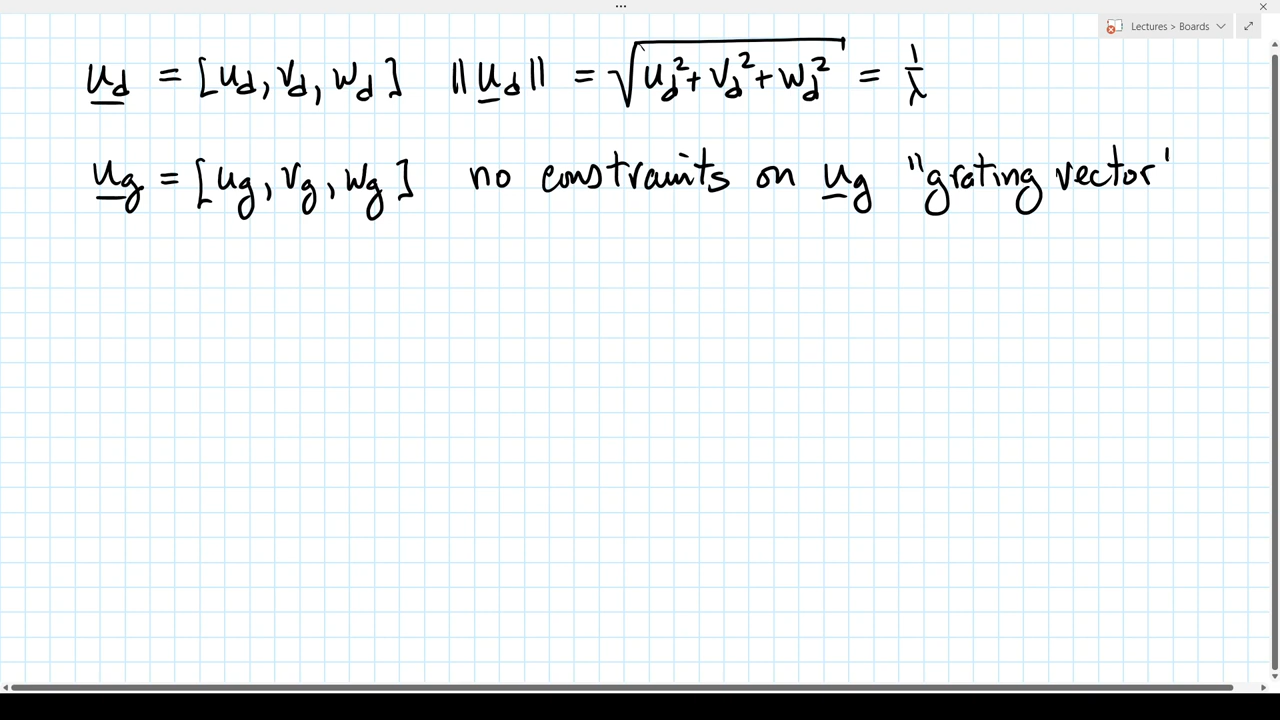 Lectures > Boards
u_d = [u_d, v_d, w_d] ||u_d|| = √(u_d² + v_d² + w_d²) = 1/λ
u_g = [u_g, v_g, w_g] no constraints on u_g "grating vector'